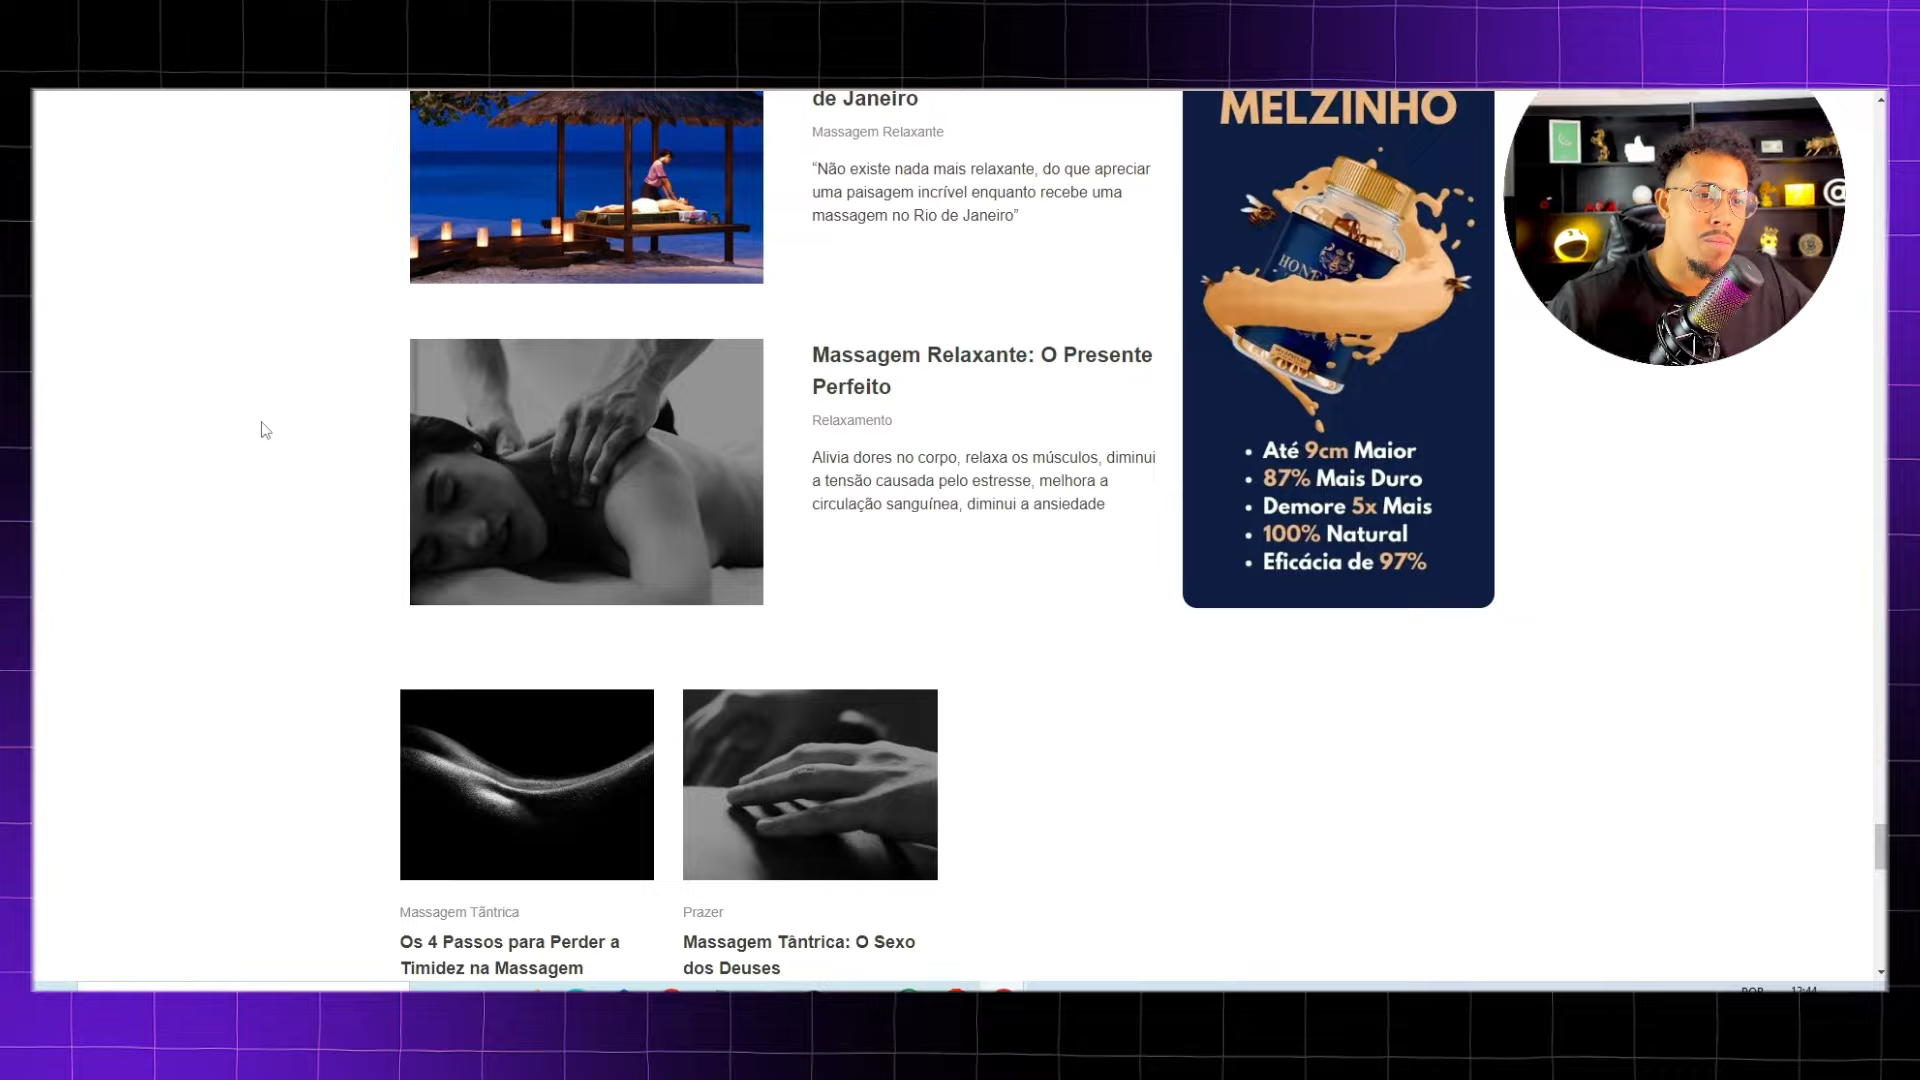 de Janeiro
Massagem Relaxante
“Não existe nada mais relaxante, do que apreciar
uma paisagem incrível enquanto recebe uma
massagem no Rio de Janeiro”
Massagem Relaxante: O Presente
Perfeito
Relaxamento
Alivia dores no corpo, relaxa os músculos, diminui
a tensão causada pelo estresse, melhora a
circulação sanguínea, diminui a ansiedade
MELZINHO
HONEY
• Até 9cm Maior
• 87% Mais Duro
• Demore 5x Mais
• 100% Natural
• Eficácia de 97%
@
Massagem Tãntrica
Os 4 Passos para Perder a
Timidez na Massagem
Prazer
Massagem Tântrica: O Sexo
dos Deuses